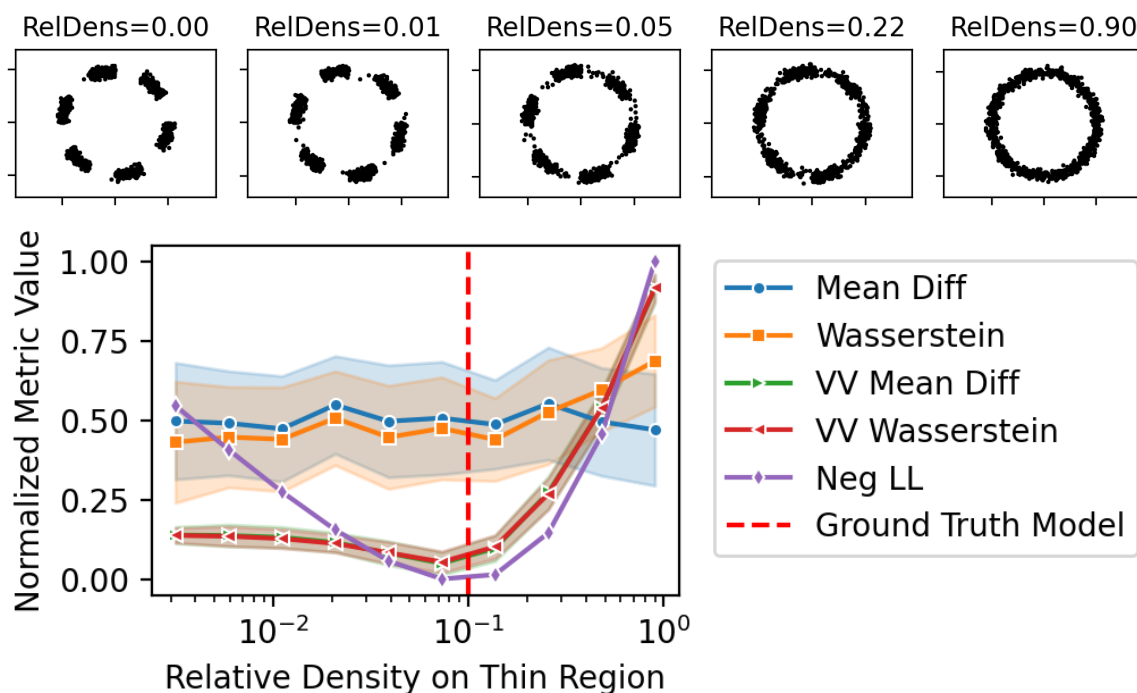 RelDens=0.00 RelDens=0.01 RelDens=0.05 RelDens=0.22 RelDens=0.90
Normalized Metric Value
1.00
0.75
0.50
0.25
0.00
10⁻² 10⁻¹ 10⁰
Relative Density on Thin Region
Mean Diff
Wasserstein
VV Mean Diff
VV Wasserstein
Neg LL
Ground Truth Model